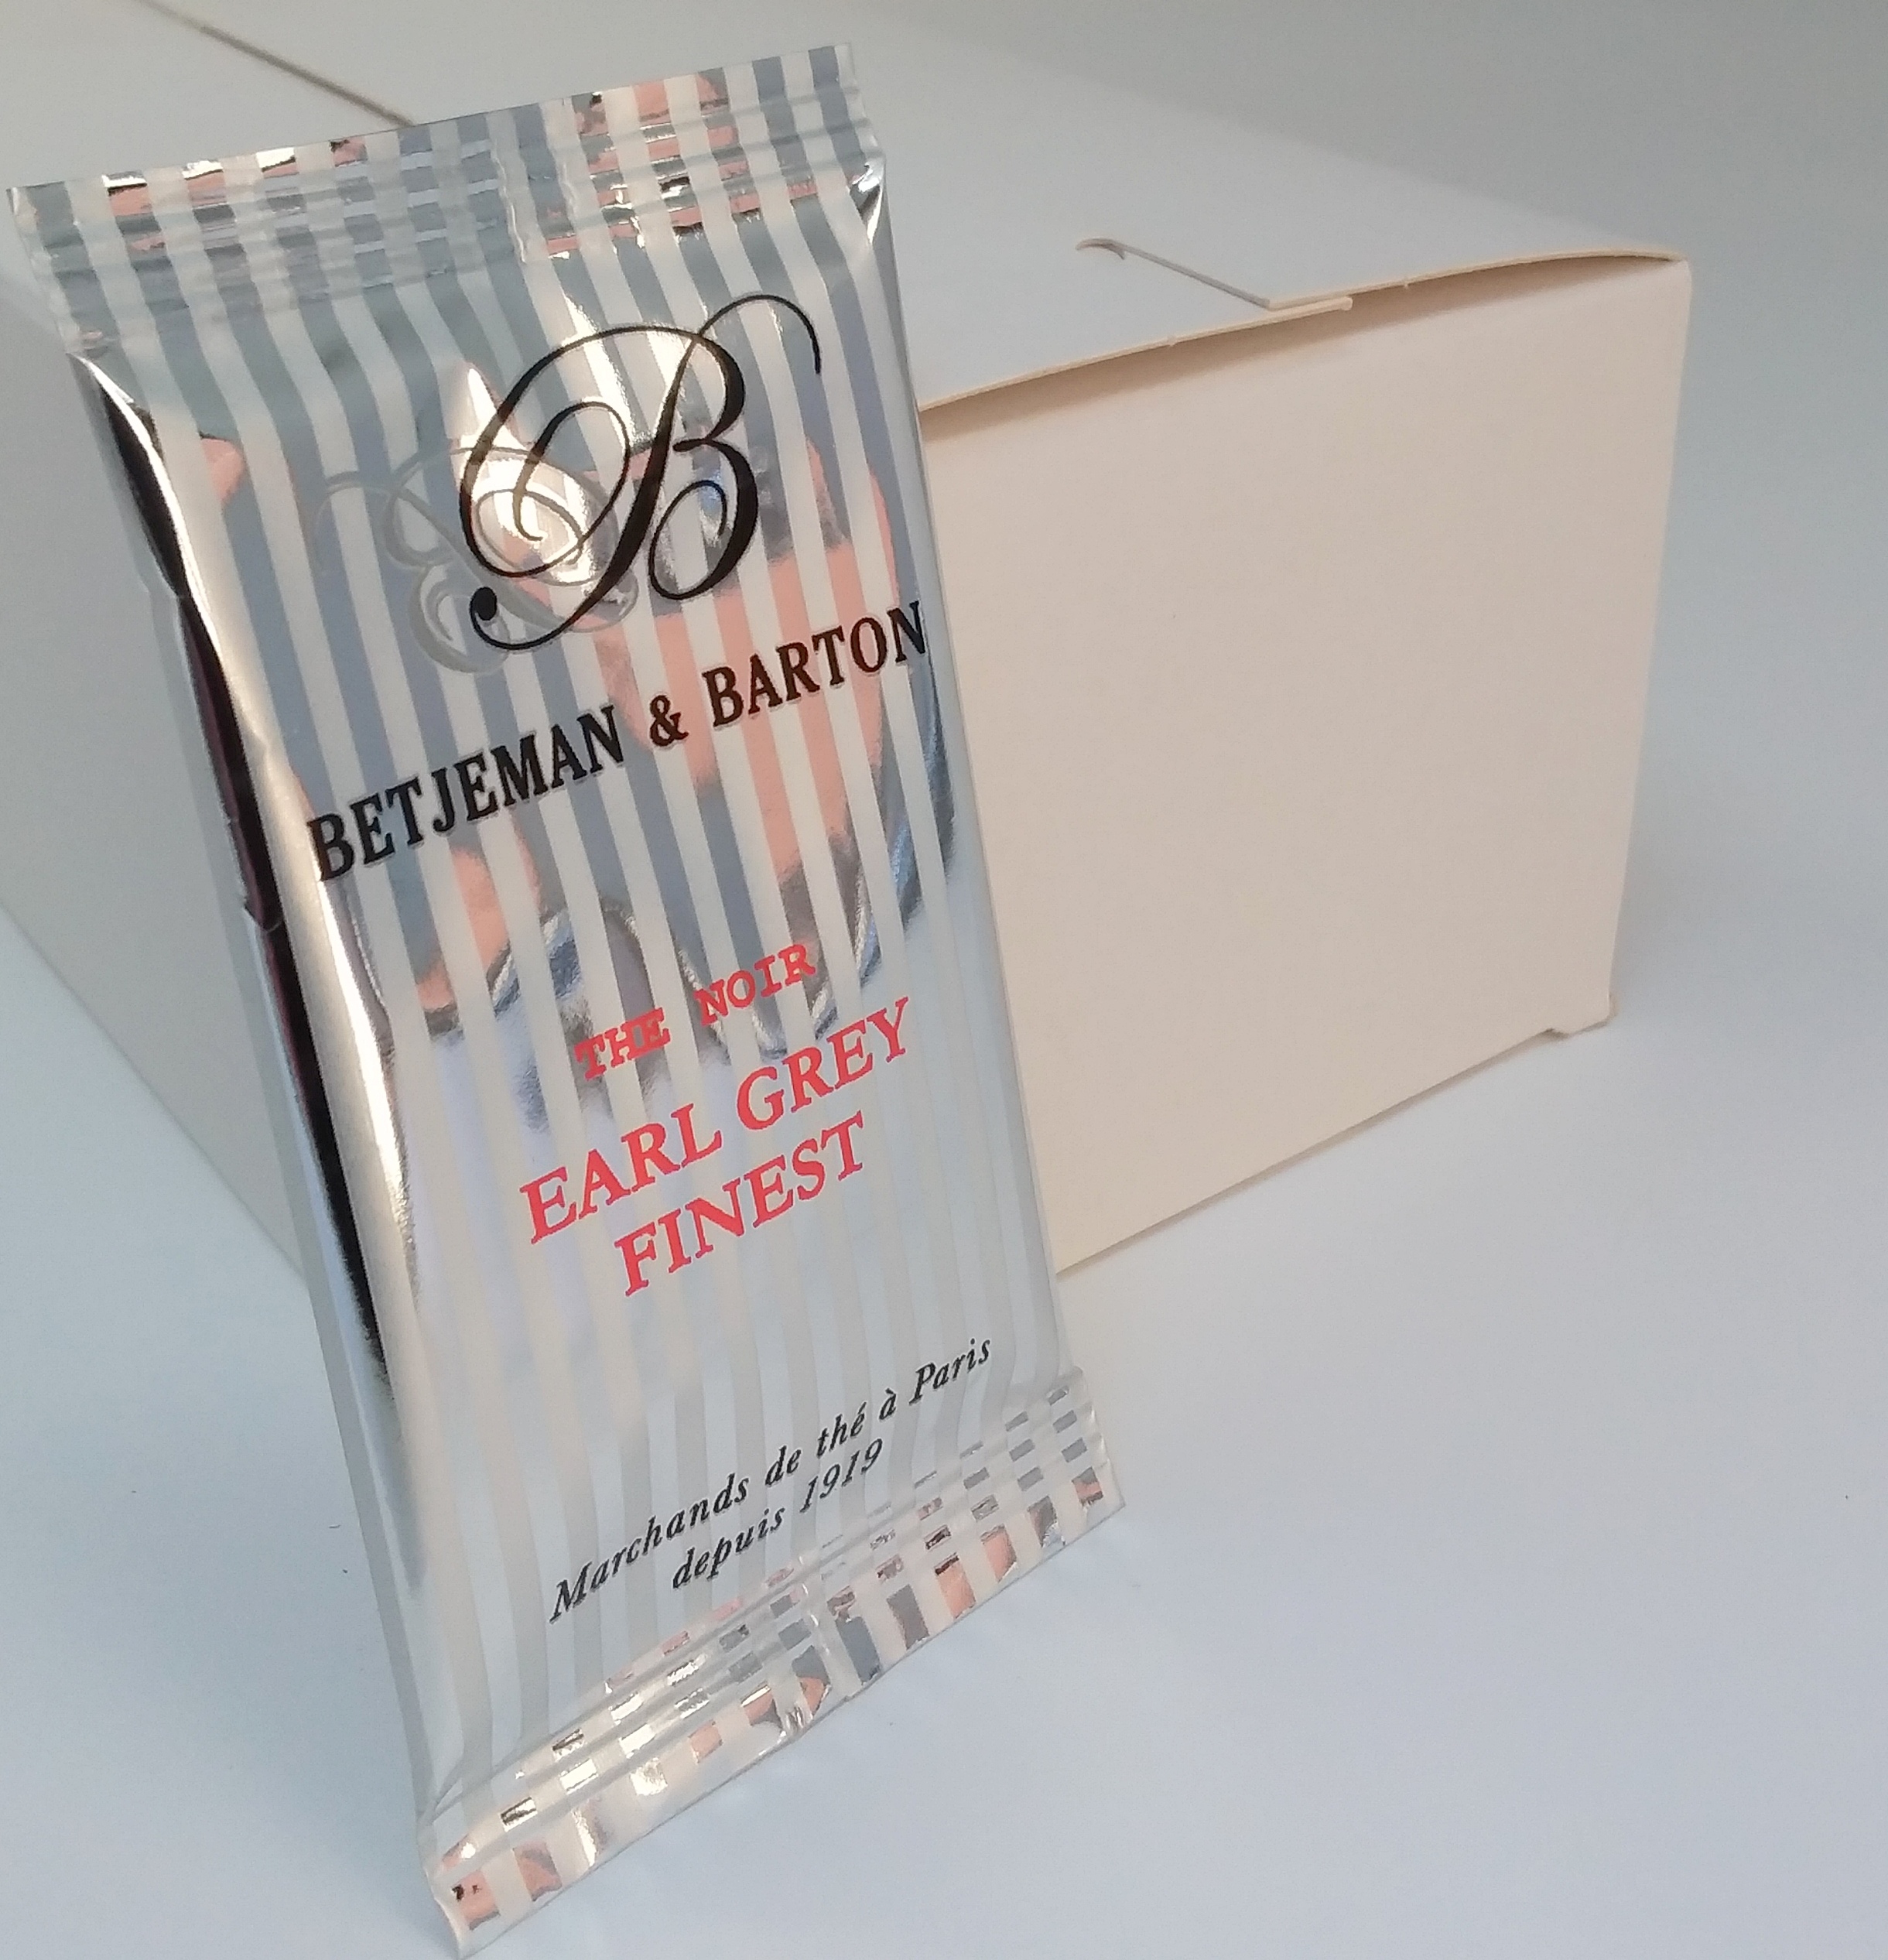 B
BETJEMAN & BARTON
THE NOIR
EARL GREY
FINEST
Marchands de thé à Paris
depuis 1919